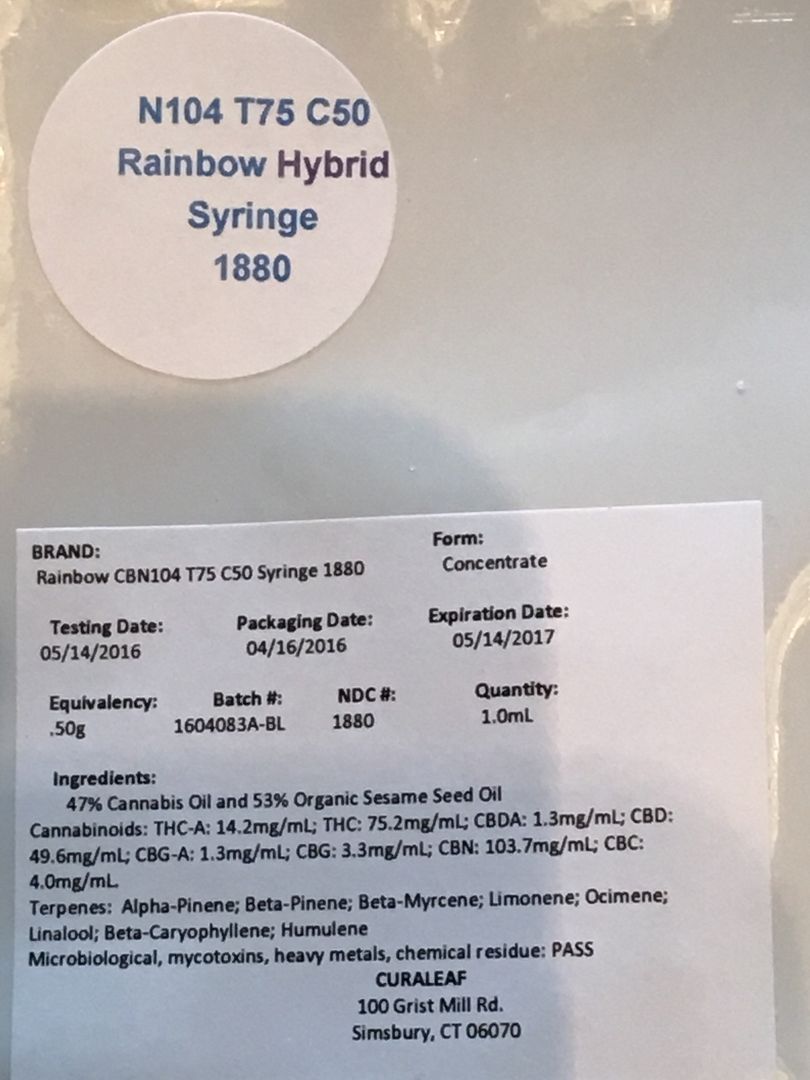 N104 T75 C50
Rainbow Hybrid
Syringe
1880
BRAND:
Rainbow CBN104 T75 C50 Syringe 1880
Form:
Concentrate
Testing Date:
05/14/2016
Packaging Date:
04/16/2016
Expiration Date:
05/14/2017
Equivalency:
.50g
Batch #:
1604083A-BL
NDC #:
1880
Quantity:
1.0mL
Ingredients:
47% Cannabis Oil and 53% Organic Sesame Seed Oil
Cannabinoids: THC-A: 14.2mg/mL; THC: 75.2mg/mL; CBDA: 1.3mg/mL; CBD:
49.6mg/mL; CBG-A: 1.3mg/mL; CBG: 3.3mg/mL; CBN: 103.7mg/mL; CBC:
4.0mg/mL.
Terpenes: Alpha-Pinene; Beta-Pinene; Beta-Myrcene; Limonene; Ocimene;
Linalool; Beta-Caryophyllene; Humulene
Microbiological, mycotoxins, heavy metals, chemical residue: PASS
CURALEAF
100 Grist Mill Rd.
Simsbury, CT 06070